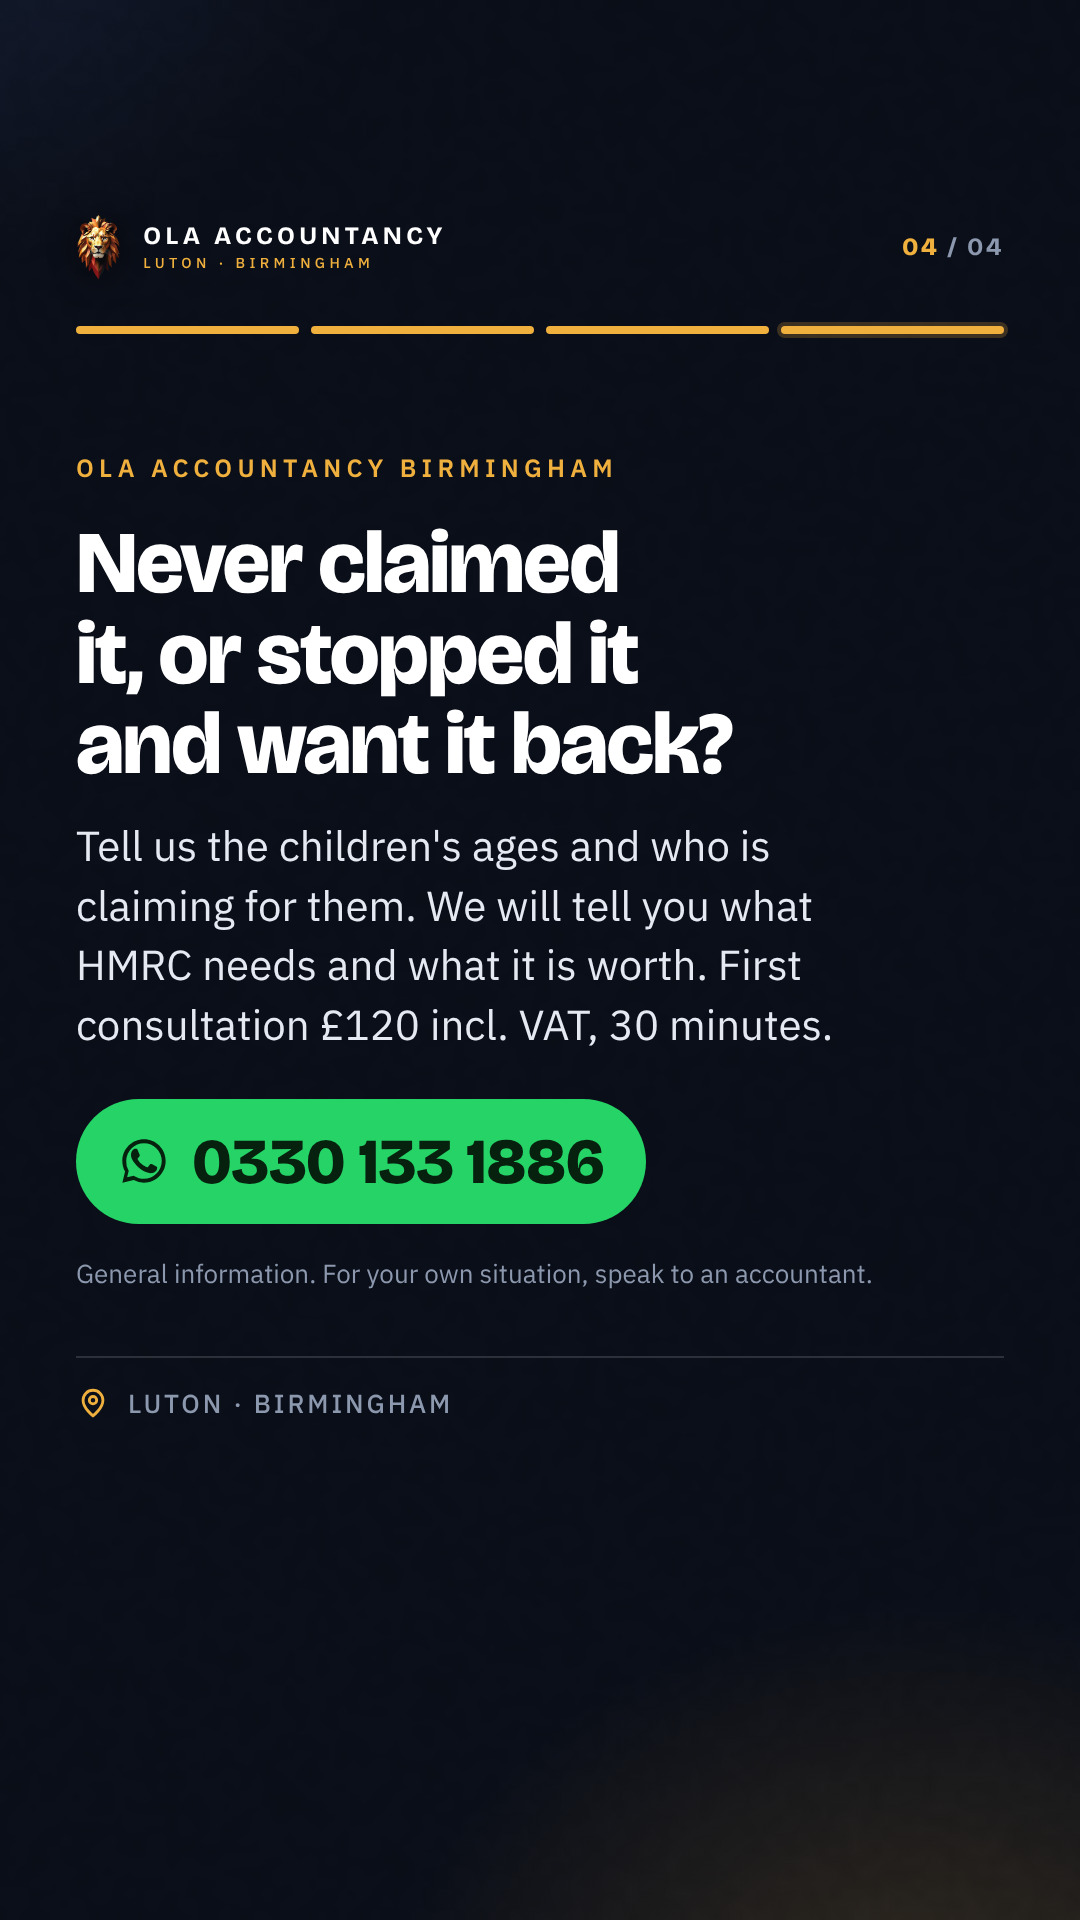 OLA ACCOUNTANCY
LUTON · BIRMINGHAM
04 / 04
OLA ACCOUNTANCY BIRMINGHAM
Never claimed
it, or stopped it
and want it back?
Tell us the children's ages and who is
claiming for them. We will tell you what
HMRC needs and what it is worth. First
consultation £120 incl. VAT, 30 minutes.
0330 133 1886
General information. For your own situation, speak to an accountant.
LUTON · BIRMINGHAM